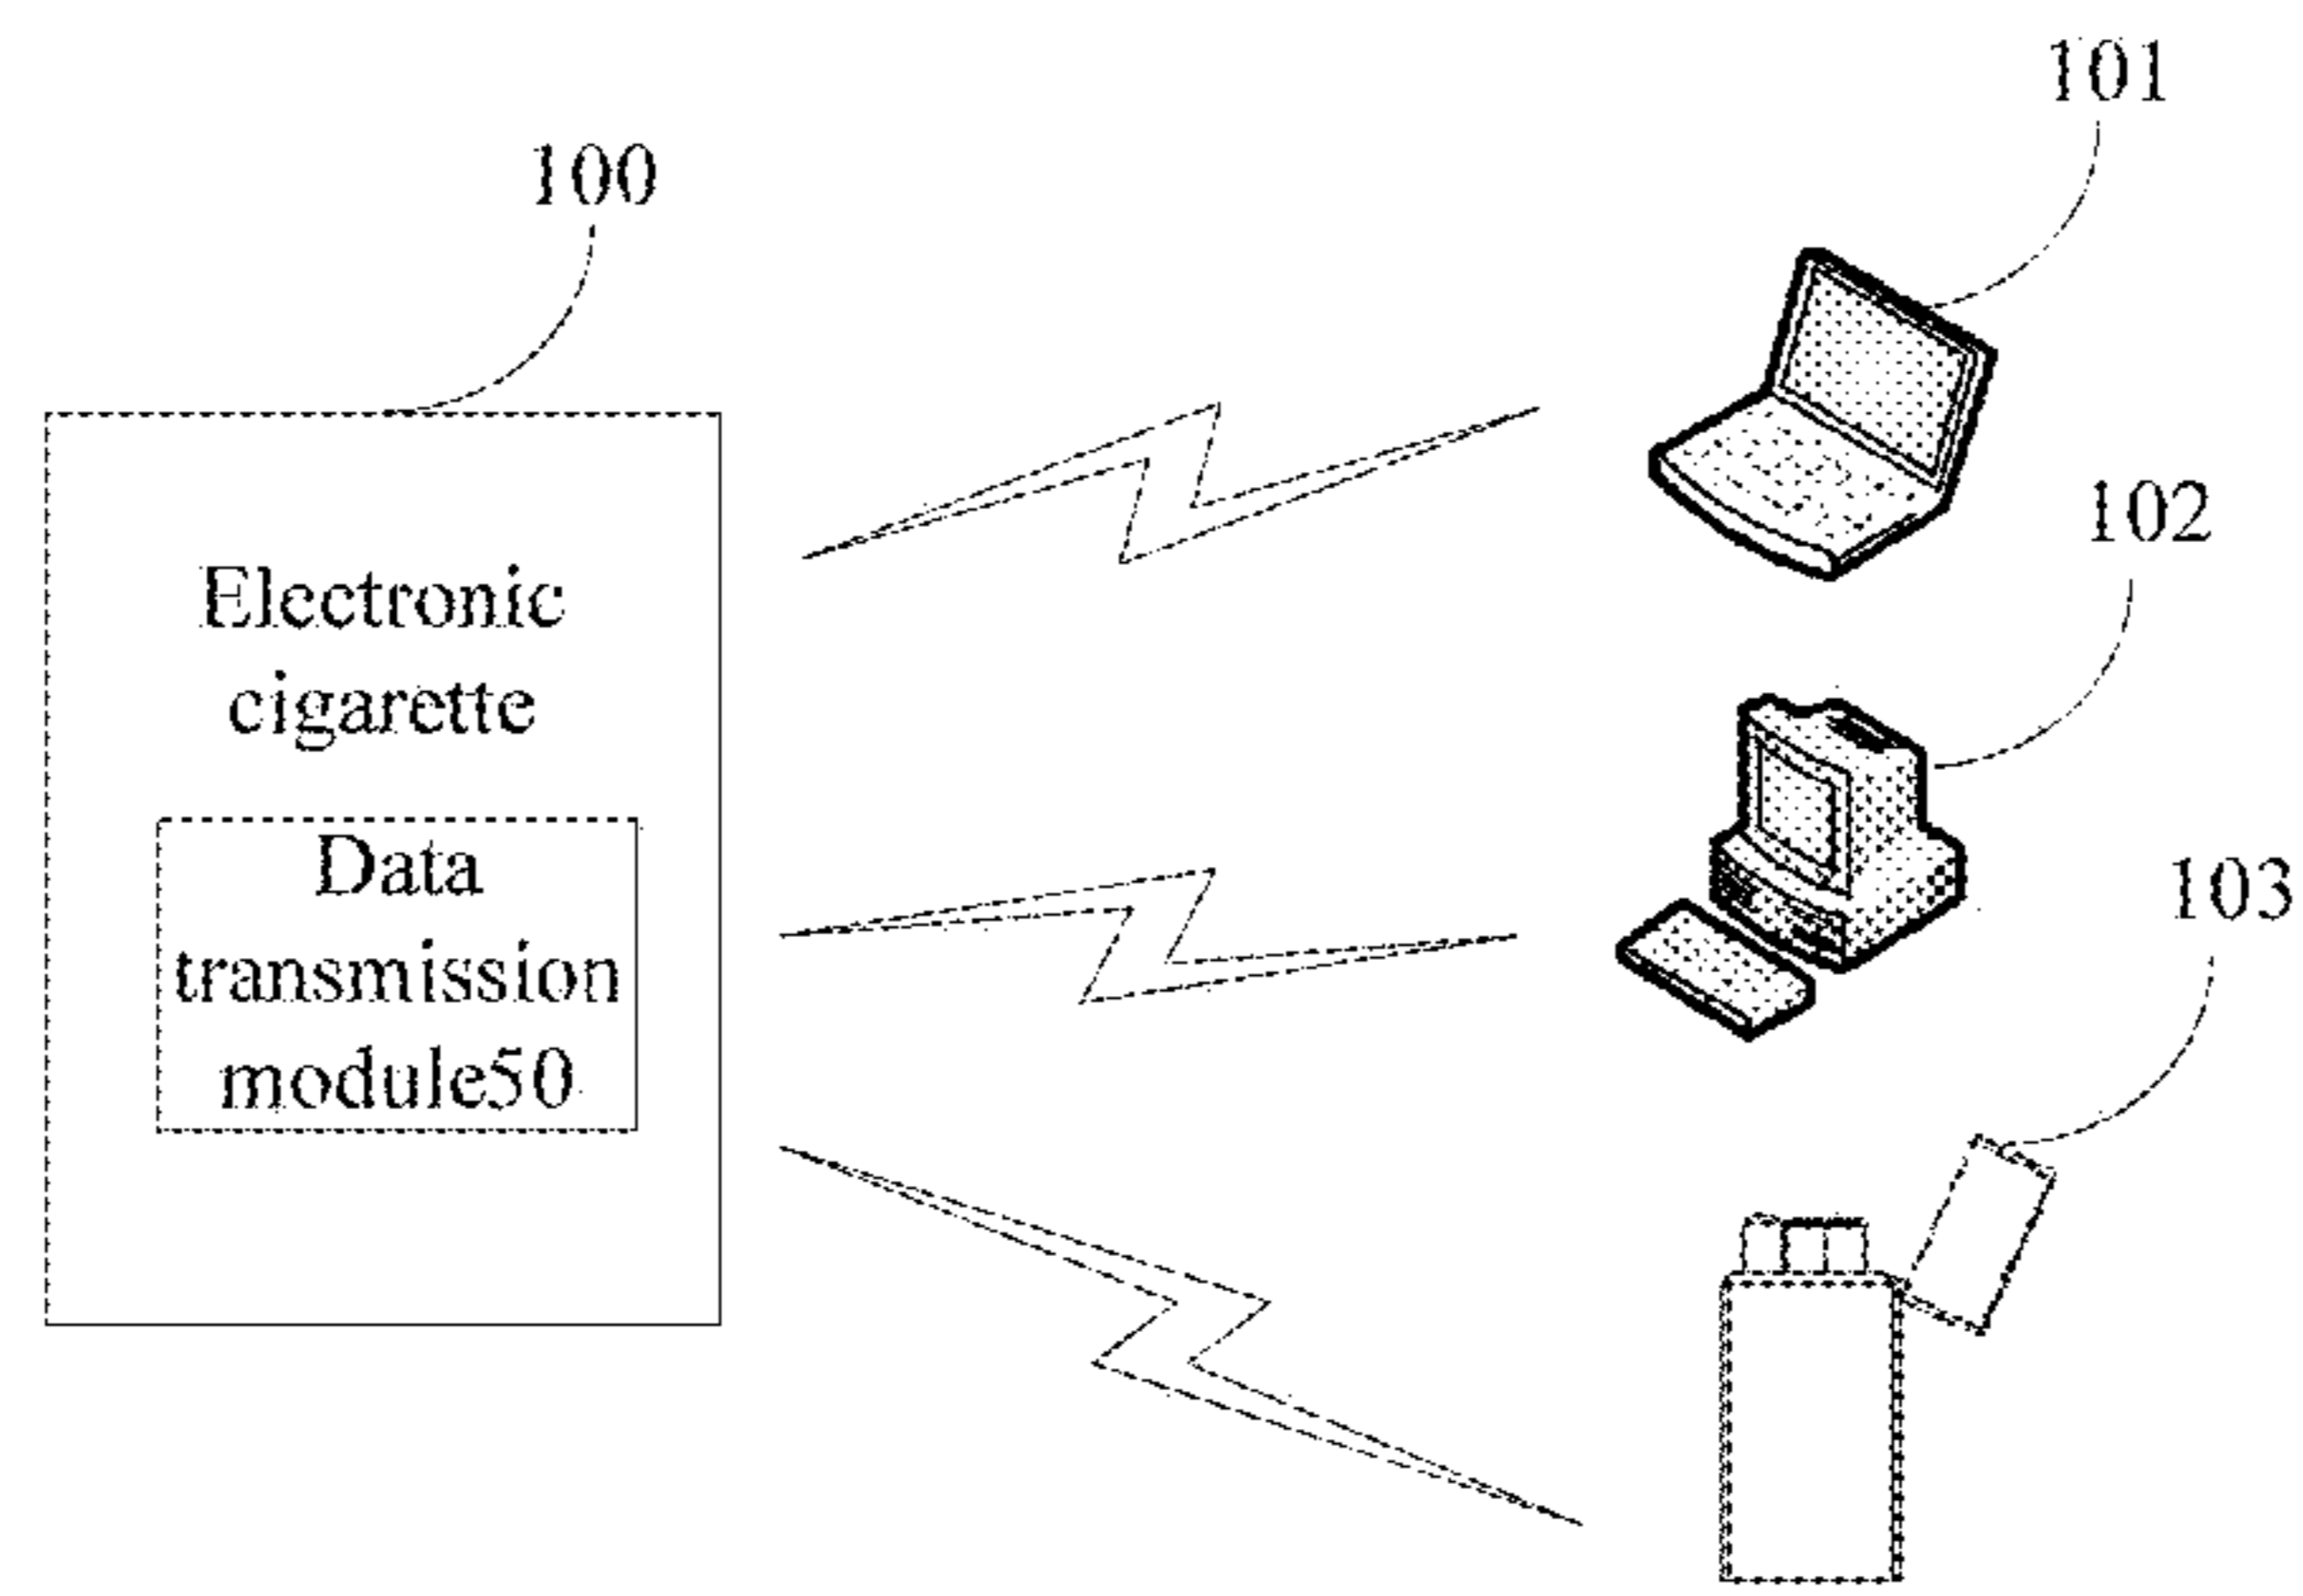 101
100
102
Electronic
cigarette
103
Data
transmission
module50